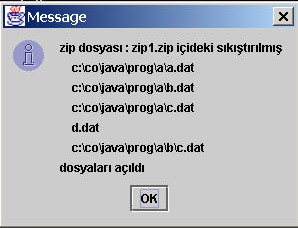 Message
zip dosyası : zip1.zip içideki sıkıştırılmış
c:\co\java\prog\a\a.dat
c:\co\java\prog\a\b.dat
c:\co\java\prog\a\c.dat
d.dat
c:\co\java\prog\a\b\c.dat
dosyaları açıldı
OK